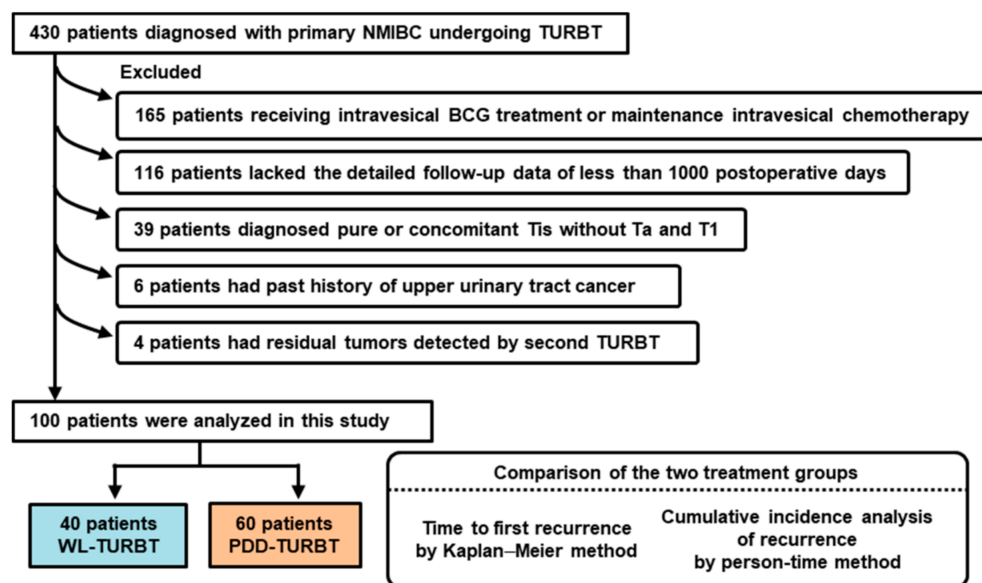 430 patients diagnosed with primary NMIBC undergoing TURBT
Excluded
165 patients receiving intravesical BCG treatment or maintenance intravesical chemotherapy
116 patients lacked the detailed follow-up data of less than 1000 postoperative days
39 patients diagnosed pure or concomitant Tis without Ta and T1
6 patients had past history of upper urinary tract cancer
4 patients had residual tumors detected by second TURBT
100 patients were analyzed in this study
40 patients
WL-TURBT
60 patients
PDD-TURBT
Comparison of the two treatment groups
Time to first recurrence
by Kaplan–Meier method
Cumulative incidence analysis
of recurrence
by person-time method